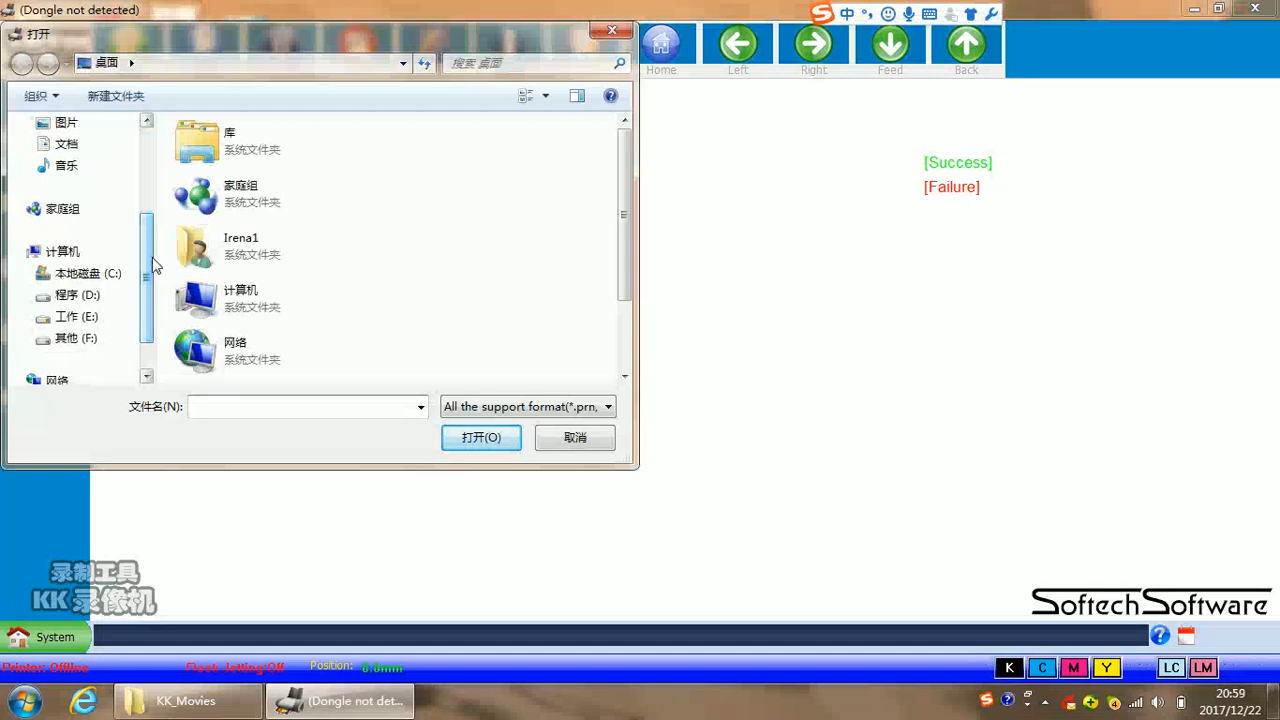 (Dongle not detected)
打开
桌面
搜索 桌面
组织
新建文件夹
图片
文档
音乐
家庭组
计算机
本地磁盘 (C:)
程序 (D:)
工作 (E:)
其他 (F:)
网络
库
系统文件夹
家庭组
系统文件夹
Irena1
系统文件夹
计算机
系统文件夹
网络
系统文件夹
文件名(N):
All the support format(*.prn,
打开(O)
取消
中
Home
Left
Right
Feed
Back
[Success]
[Failure]
录制工具
KK 录像机
SoftechSoftware
System
Printer: Offline
Flash Jetting:Off
Position:
0.0mm
K
C
M
Y
LC
LM
KK_Movies
(Dongle not det...
20:59
2017/12/22